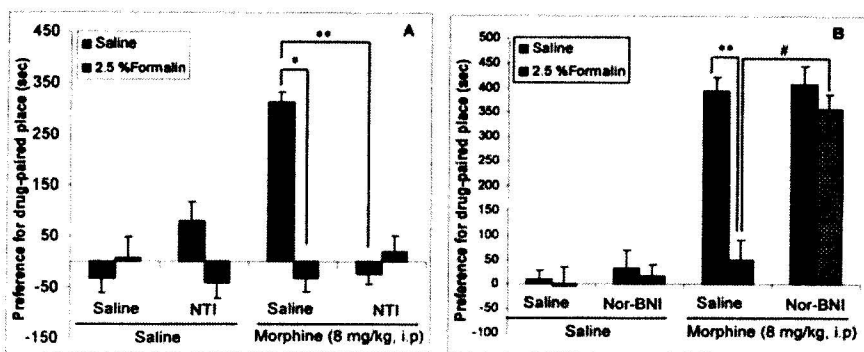 A
Preference for drug-paired place (sec)
450
350
250
150
50
-50
-150
Saline
2.5 %Formalin
**
*
Saline NTI Saline NTI
Saline Morphine (8 mg/kg, i.p)
B
Preference for drug-paired place (sec)
500
450
400
350
300
250
200
150
100
50
0
-50
-100
Saline
2.5 %Formalin
** #
Saline Nor-BNI Saline Nor-BNI
Saline Morphine (8 mg/kg, i.p)